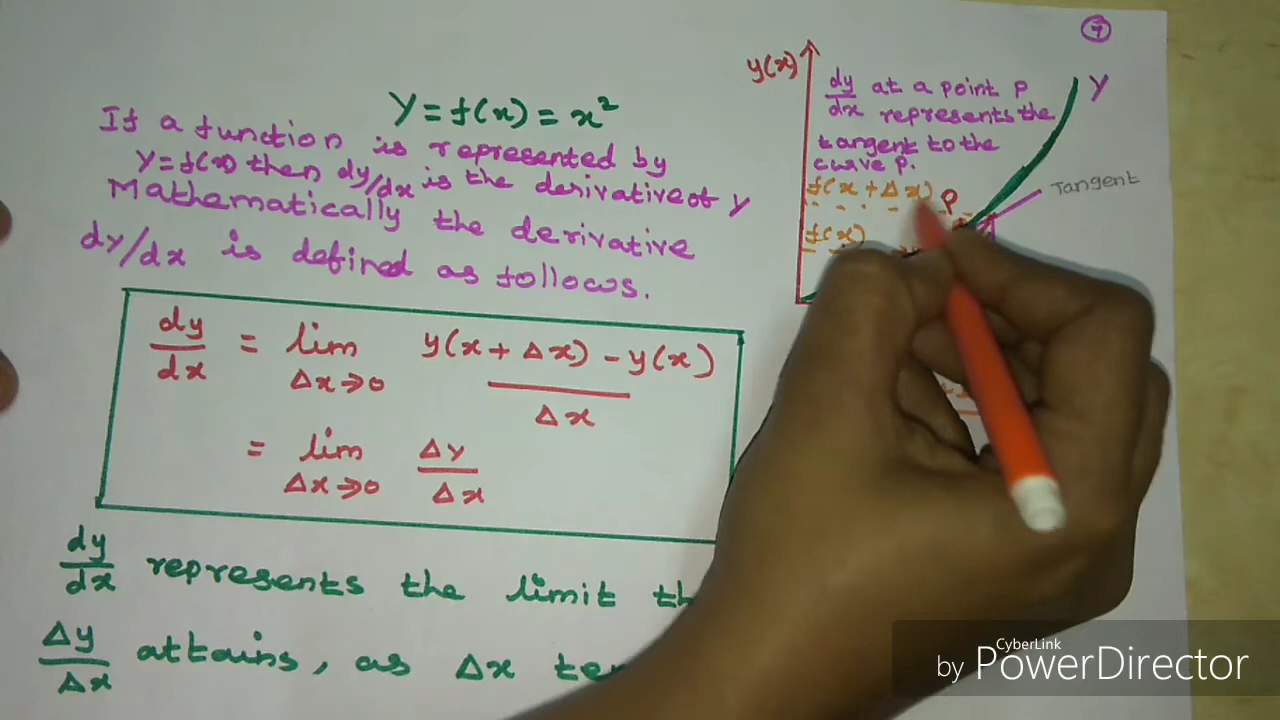 7
Y = f(x) = x²
If a function is represented by
Y=f(x) then dy/dx is the derivative of Y
Mathematically the derivative
dy/dx is defined as follows.
dy/dx = lim Δx→0 y(x + Δx) - y(x) / Δx
= lim Δx→0 Δy/Δx
dy/dx represents the limit th
Δy/Δx attains, as Δx te
y(x)
dy/dx at a point P
represents the
tangent to the
curve P.
f(x + Δx) P
f(x)
Y
Tangent
CyberLink
by PowerDirector